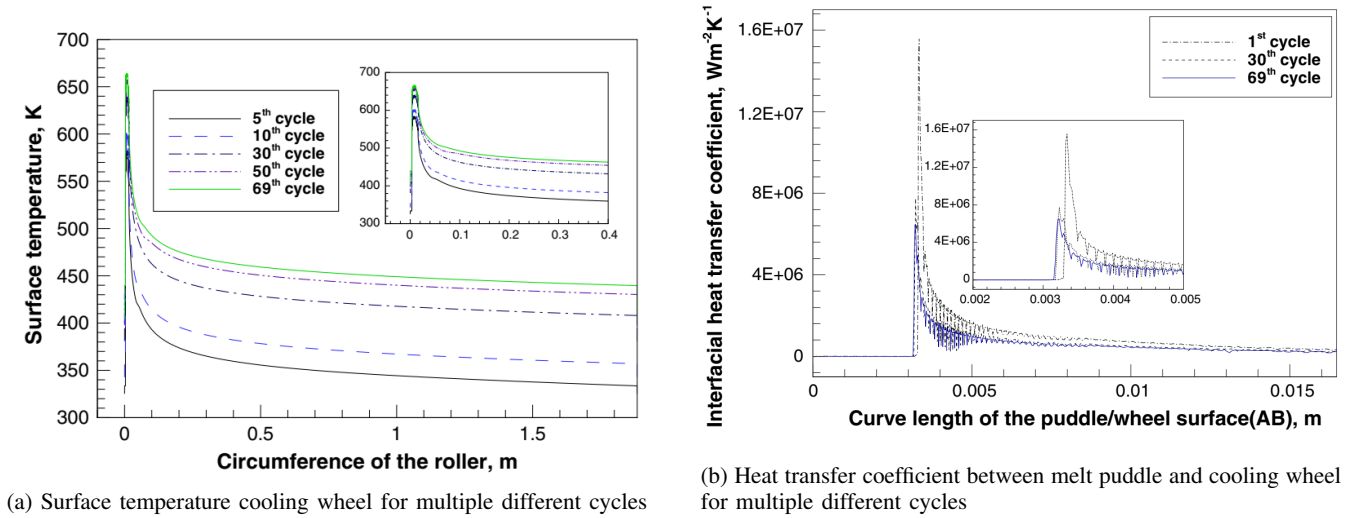 700
650
600
550
500
450
400
350
300
Surface temperature, K
0
0.5
1
1.5
Circumference of the roller, m
5th cycle
10th cycle
30th cycle
50th cycle
69th cycle
700
600
500
400
300
0
0.1
0.2
0.3
0.4
(a) Surface temperature cooling wheel for multiple different cycles
1.6E+07
1.2E+07
8E+06
4E+06
0
Interfacial heat transfer coefficient, Wm-2K-1
0
0.005
0.01
0.015
Curve length of the puddle/wheel surface(AB), m
1st cycle
30th cycle
69th cycle
1.6E+07
1.2E+07
8E+06
4E+06
0
0.002
0.003
0.004
0.005
(b) Heat transfer coefficient between melt puddle and cooling wheel
for multiple different cycles